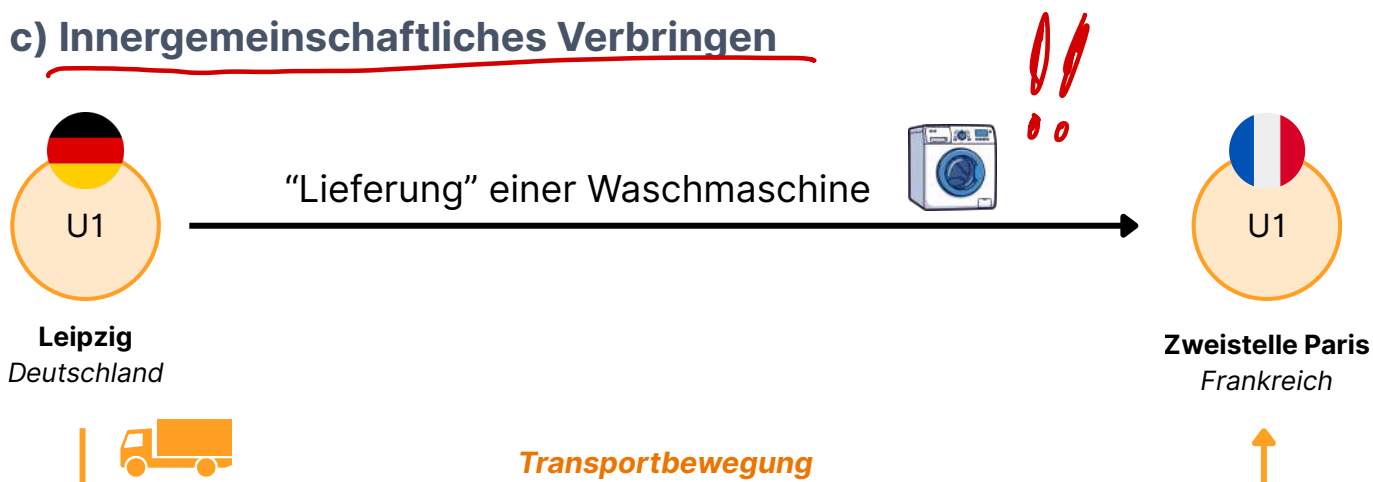 c) Innergemeinschaftliches Verbringen
“Lieferung” einer Waschmaschine
U1
U1
Leipzig
Deutschland
Zweistelle Paris
Frankreich
Transportbewegung
!!